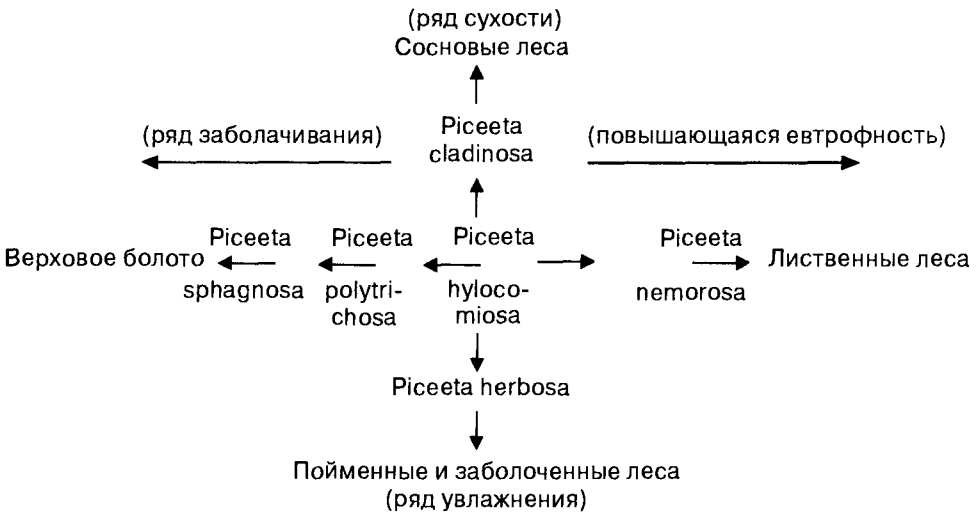 (ряд сухости)
Сосновые леса
(ряд заболачивания)
Piceeta
cladinosa
(повышающаяся евтрофность)
Верховое болото
Piceeta
sphagnosa
Piceeta
polytri-
chosa
Piceeta
hyloco-
miosa
Piceeta
nemorosa
Лиственные леса
Piceeta herbosa
Пойменные и заболоченные леса
(ряд увлажнения)